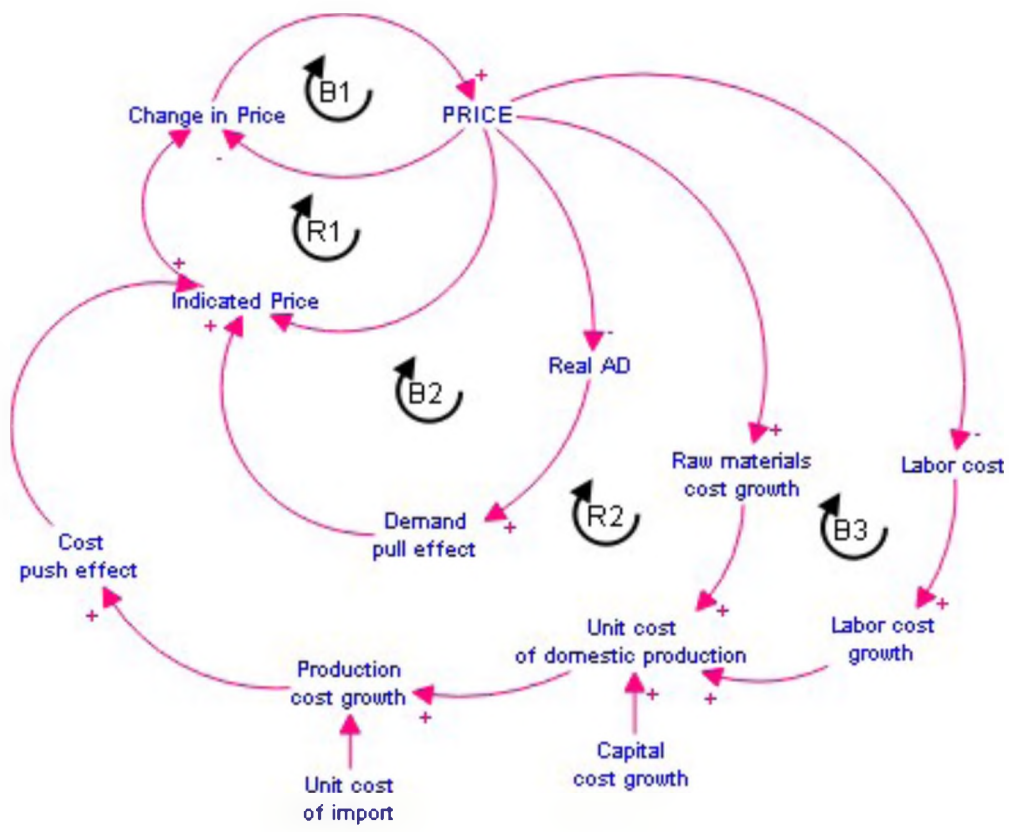 B1
+
Change in Price
PRICE
-
R1
+
Indicated Price
+
-
Real AD
B2
+
Raw materials
cost growth
-
Labor cost
Demand
pull effect
+
R2
B3
Cost
push effect
+
+
+
Unit cost
of domestic production
Labor cost
growth
Production
cost growth
+
+
+
Capital
cost growth
Unit cost
of import